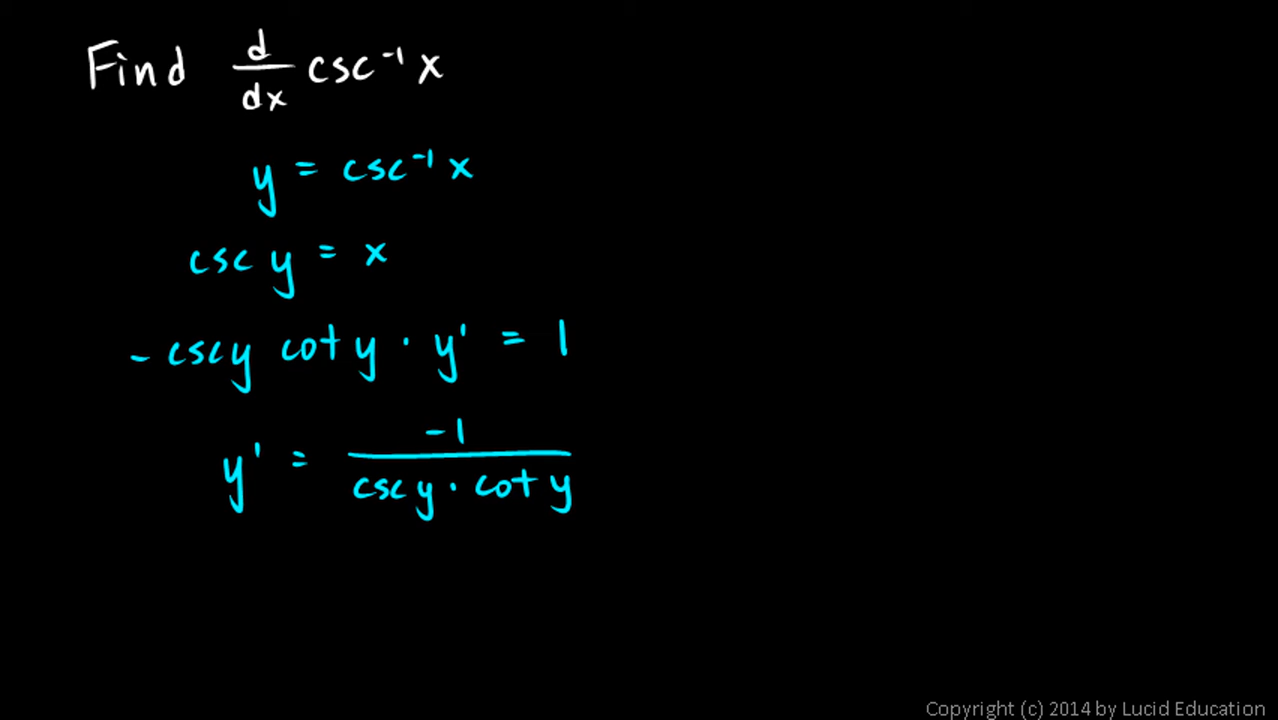 Find d/dx csc⁻¹ x
y = csc⁻¹ x
csc y = x
- csc y cot y · y' = 1
y' = -1 / csc y · cot y
Copyright (c) 2014 by Lucid Education